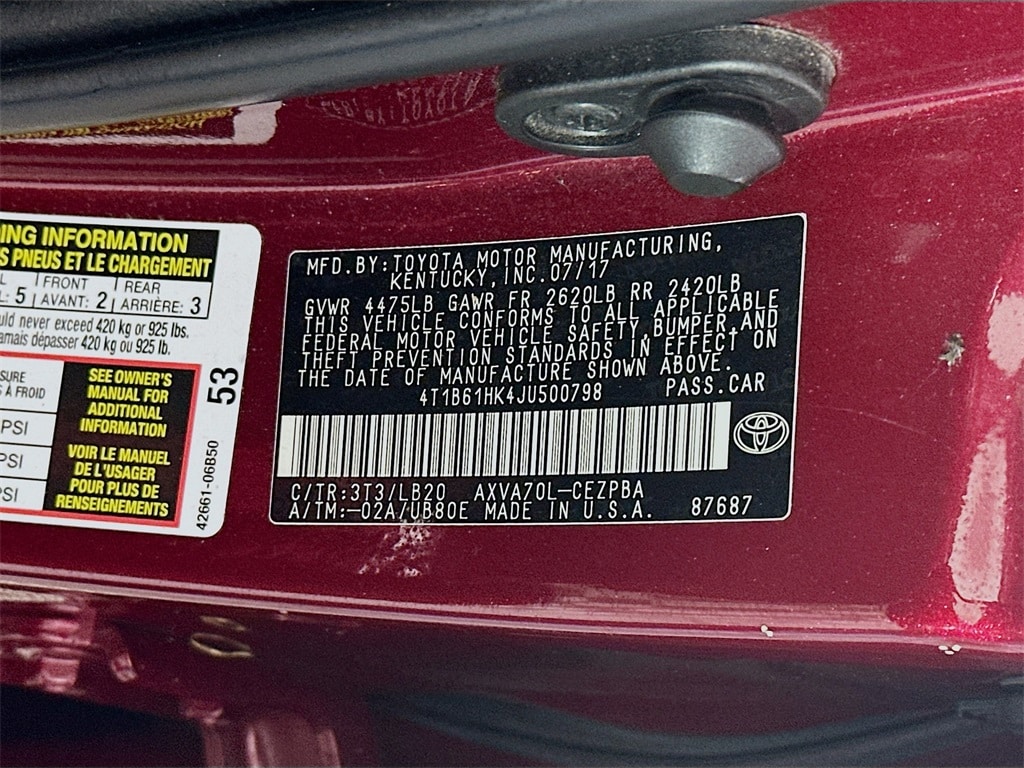 ING INFORMATION
S PNEUS ET LE CHARGEMENT
FRONT REAR
: 5 AVANT: 2 ARRIÈRE: 3
uld never exceed 420 kg or 925 lbs.
amais dépasser 420 kg ou 925 lb.
SURE
S À FROID
PSI
PSI
SEE OWNER'S
MANUAL FOR
ADDITIONAL
INFORMATION
VOIR LE MANUEL
DE L'USAGER
POUR PLUS DE
RENSEIGNEMENTS
53
42661-06B50
MFD.BY:TOYOTA MOTOR MANUFACTURING,
KENTUCKY, INC.07/17
GVWR 4475LB GAWR FR 2620LB RR 2420LB
THIS VEHICLE CONFORMS TO ALL APPLICABLE
FEDERAL MOTOR VEHICLE SAFETY,BUMPER,AND
THEFT PREVENTION STANDARDS IN EFFECT ON
THE DATE OF MANUFACTURE SHOWN ABOVE.
4T1B61HK4JU500798 PASS.CAR
C/TR:3T3/LB20 AXVA70L-CEZPBA
A/TM:-02A/UB80E MADE IN U.S.A. 87687